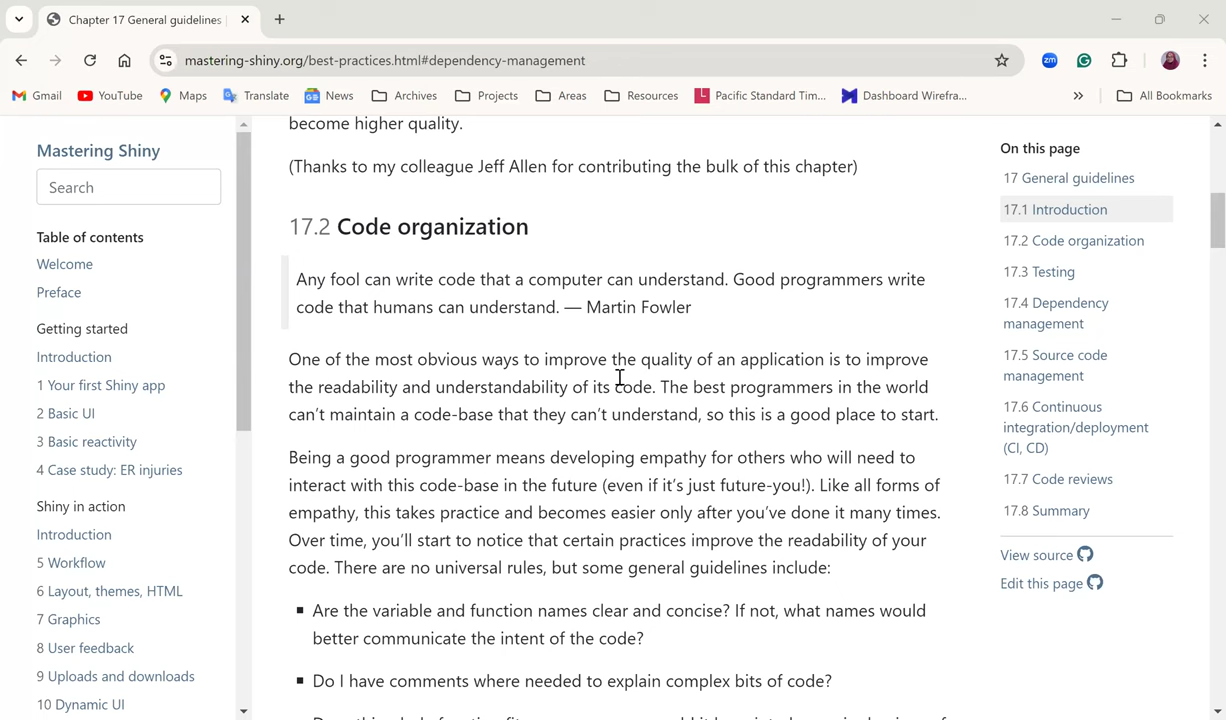 Chapter 17 General guidelines
mastering-shiny.org/best-practices.html#dependency-management
zm
Gmail
YouTube
Maps
Translate
News
Archives
Projects
Areas
Resources
Pacific Standard Tim...
Dashboard Wirefra...
All Bookmarks
Mastering Shiny
Search
Table of contents
Welcome
Preface
Getting started
Introduction
1 Your first Shiny app
2 Basic UI
3 Basic reactivity
4 Case study: ER injuries
Shiny in action
Introduction
5 Workflow
6 Layout, themes, HTML
7 Graphics
8 User feedback
9 Uploads and downloads
10 Dynamic UI
become higher quality.
(Thanks to my colleague Jeff Allen for contributing the bulk of this chapter)
17.2 Code organization
Any fool can write code that a computer can understand. Good programmers write
code that humans can understand. — Martin Fowler
One of the most obvious ways to improve the quality of an application is to improve
the readability and understandability of its code. The best programmers in the world
can’t maintain a code-base that they can’t understand, so this is a good place to start.
Being a good programmer means developing empathy for others who will need to
interact with this code-base in the future (even if it’s just future-you!). Like all forms of
empathy, this takes practice and becomes easier only after you’ve done it many times.
Over time, you’ll start to notice that certain practices improve the readability of your
code. There are no universal rules, but some general guidelines include:
▪ Are the variable and function names clear and concise? If not, what names would
better communicate the intent of the code?
▪ Do I have comments where needed to explain complex bits of code?
On this page
17 General guidelines
17.1 Introduction
17.2 Code organization
17.3 Testing
17.4 Dependency
management
17.5 Source code
management
17.6 Continuous
integration/deployment
(CI, CD)
17.7 Code reviews
17.8 Summary
View source
Edit this page